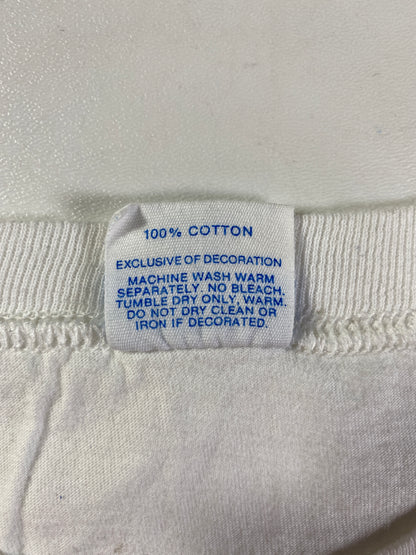 100% COTTON
EXCLUSIVE OF DECORATION
MACHINE WASH WARM
SEPARATELY. NO BLEACH.
TUMBLE DRY ONLY, WARM.
DO NOT DRY CLEAN OR
IRON IF DECORATED.